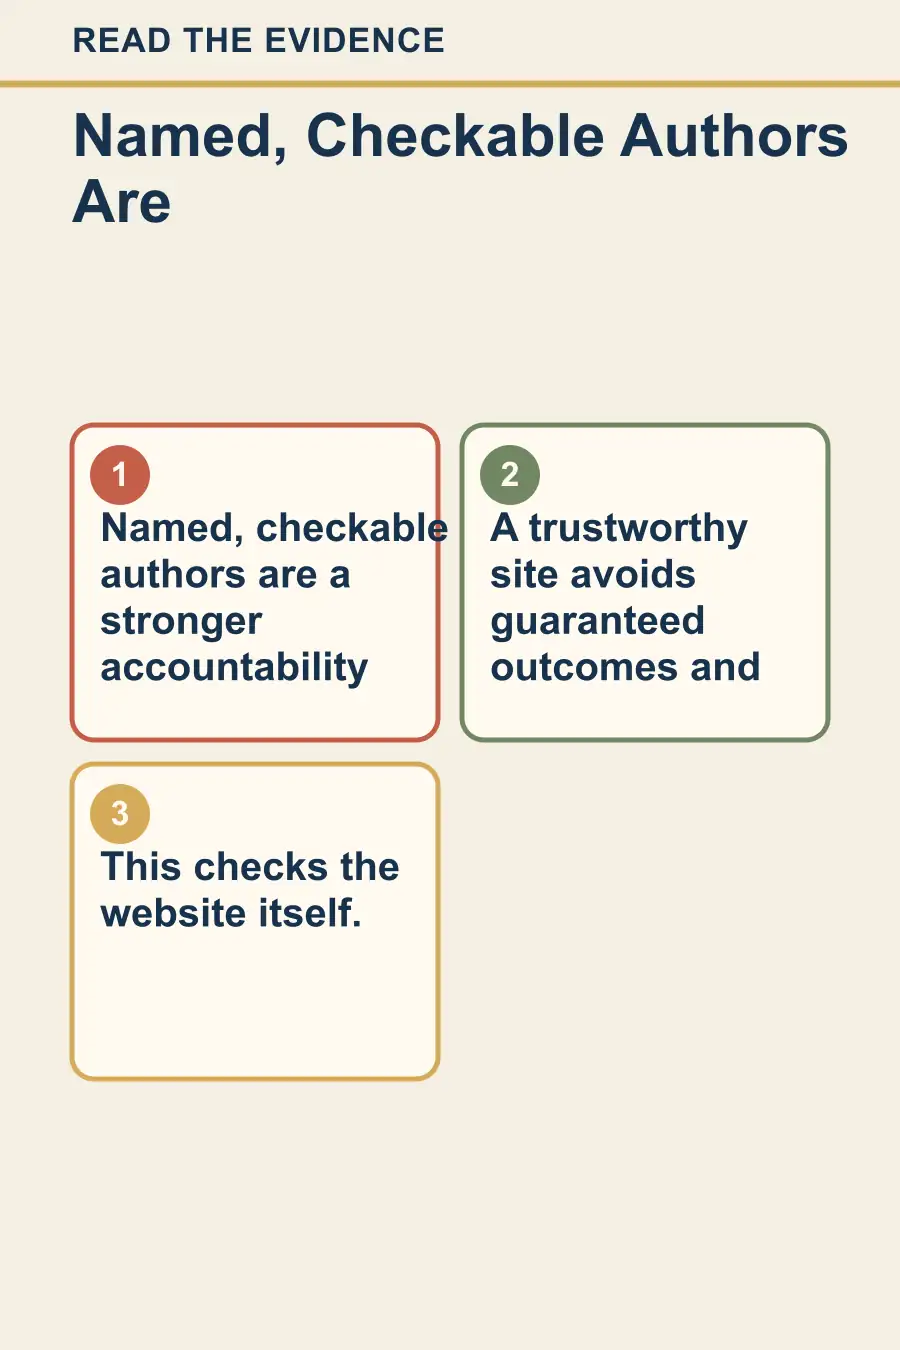 READ THE EVIDENCE
Named, Checkable Authors
Are
1
Named, checkable
authors are a
stronger
accountability
2
A trustworthy
site avoids
guaranteed
outcomes and
3
This checks the
website itself.